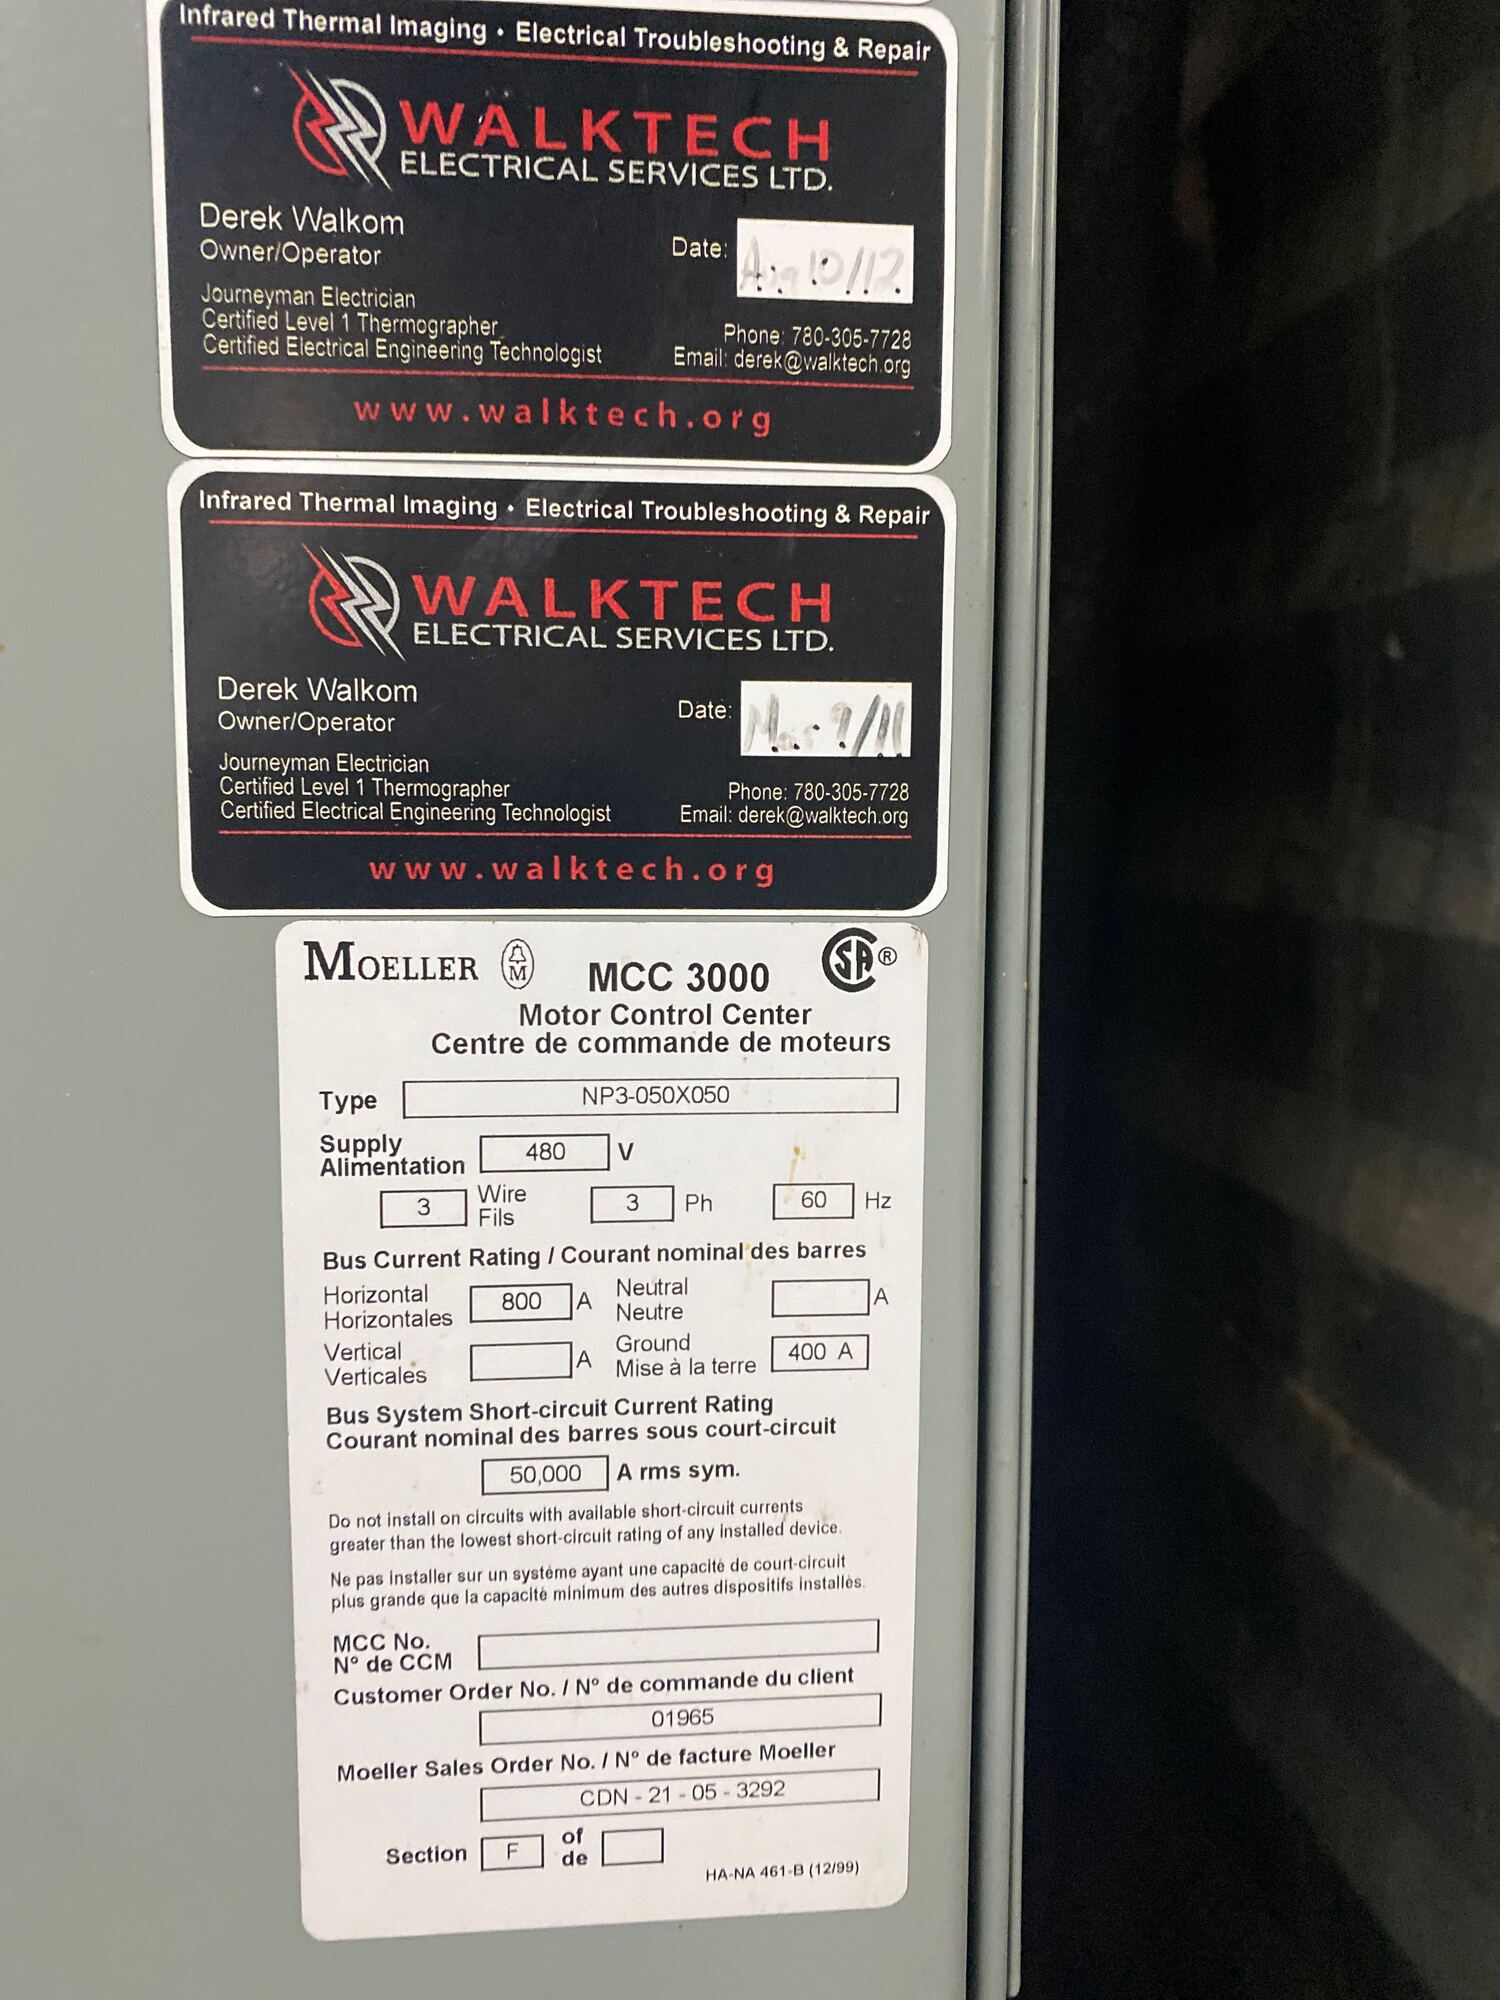 Infrared Thermal Imaging • Electrical Troubleshooting & Repair
WALKTECH
ELECTRICAL SERVICES LTD.
Derek Walkom
Owner/Operator
Date: Aug 10/12
Journeyman Electrician
Certified Level 1 Thermographer
Certified Electrical Engineering Technologist
Phone: 780-305-7728
Email: derek@walktech.org
www.walktech.org
Infrared Thermal Imaging • Electrical Troubleshooting & Repair
WALKTECH
ELECTRICAL SERVICES LTD.
Derek Walkom
Owner/Operator
Date: Mar 9/11
Journeyman Electrician
Certified Level 1 Thermographer
Certified Electrical Engineering Technologist
Phone: 780-305-7728
Email: derek@walktech.org
www.walktech.org
MOELLER M MCC 3000 SA ®
Motor Control Center
Centre de commande de moteurs
Type NP3-050X050
Supply
Alimentation 480 V
3 Wire
Fils 3 Ph 60 Hz
Bus Current Rating / Courant nominal des barres
Horizontal
Horizontales 800 A
Neutral
Neutre A
Vertical
Verticales A
Ground
Mise à la terre 400 A
Bus System Short-circuit Current Rating
Courant nominal des barres sous court-circuit
50,000 A rms sym.
Do not install on circuits with available short-circuit currents
greater than the lowest short-circuit rating of any installed device.
Ne pas installer sur un système ayant une capacité de court-circuit
plus grande que la capacité minimum des autres dispositifs installés.
MCC No.
N° de CCM
Customer Order No. / N° de commande du client
01965
Moeller Sales Order No. / N° de facture Moeller
CDN - 21 - 05 - 3292
Section F of
de
HA-NA 461-B (12/99)